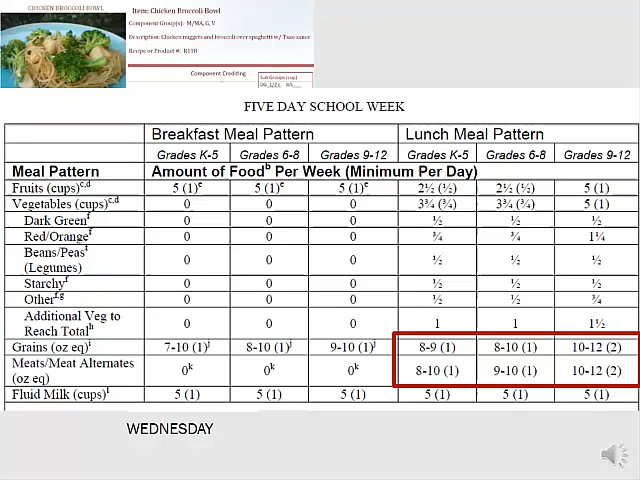 CHICKEN BROCCOLI BOWL
Item: Chicken Broccoli Bowl
Component Group(s): M/MA, G, V
Description: Chicken nuggets and broccoli over spaghetti w/ Tsao sauce
Recipe or Product #: R198
Component Crediting
Sub Groups (cup)
FIVE DAY SCHOOL WEEK
Breakfast Meal Pattern Lunch Meal Pattern
Grades K-5 Grades 6-8 Grades 9-12 Grades K-5 Grades 6-8 Grades 9-12
Meal Pattern Amount of Food^b Per Week (Minimum Per Day)
Fruits (cups)^c,d 5 (1)^e 5 (1)^e 5 (1)^e 2½ (½) 2½ (½) 5 (1)
Vegetables (cups)^c,d 0 0 0 3¾ (¾) 3¾ (¾) 5 (1)
Dark Green^f 0 0 0 ½ ½ ½
Red/Orange^f 0 0 0 ¾ ¾ 1¼
Beans/Peas^f
(Legumes) 0 0 0 ½ ½ ½
Starchy^f 0 0 0 ½ ½ ½
Other^f,g 0 0 0 ½ ½ ¾
Additional Veg to
Reach Total^h 0 0 0 1 1 1½
Grains (oz eq)^i 7-10 (1)^j 8-10 (1)^j 9-10 (1)^j 8-9 (1) 8-10 (1) 10-12 (2)
Meats/Meat Alternates
(oz eq) 0^k 0^k 0^k 8-10 (1) 9-10 (1) 10-12 (2)
Fluid Milk (cups)^l 5 (1) 5 (1) 5 (1) 5 (1) 5 (1) 5 (1)
WEDNESDAY